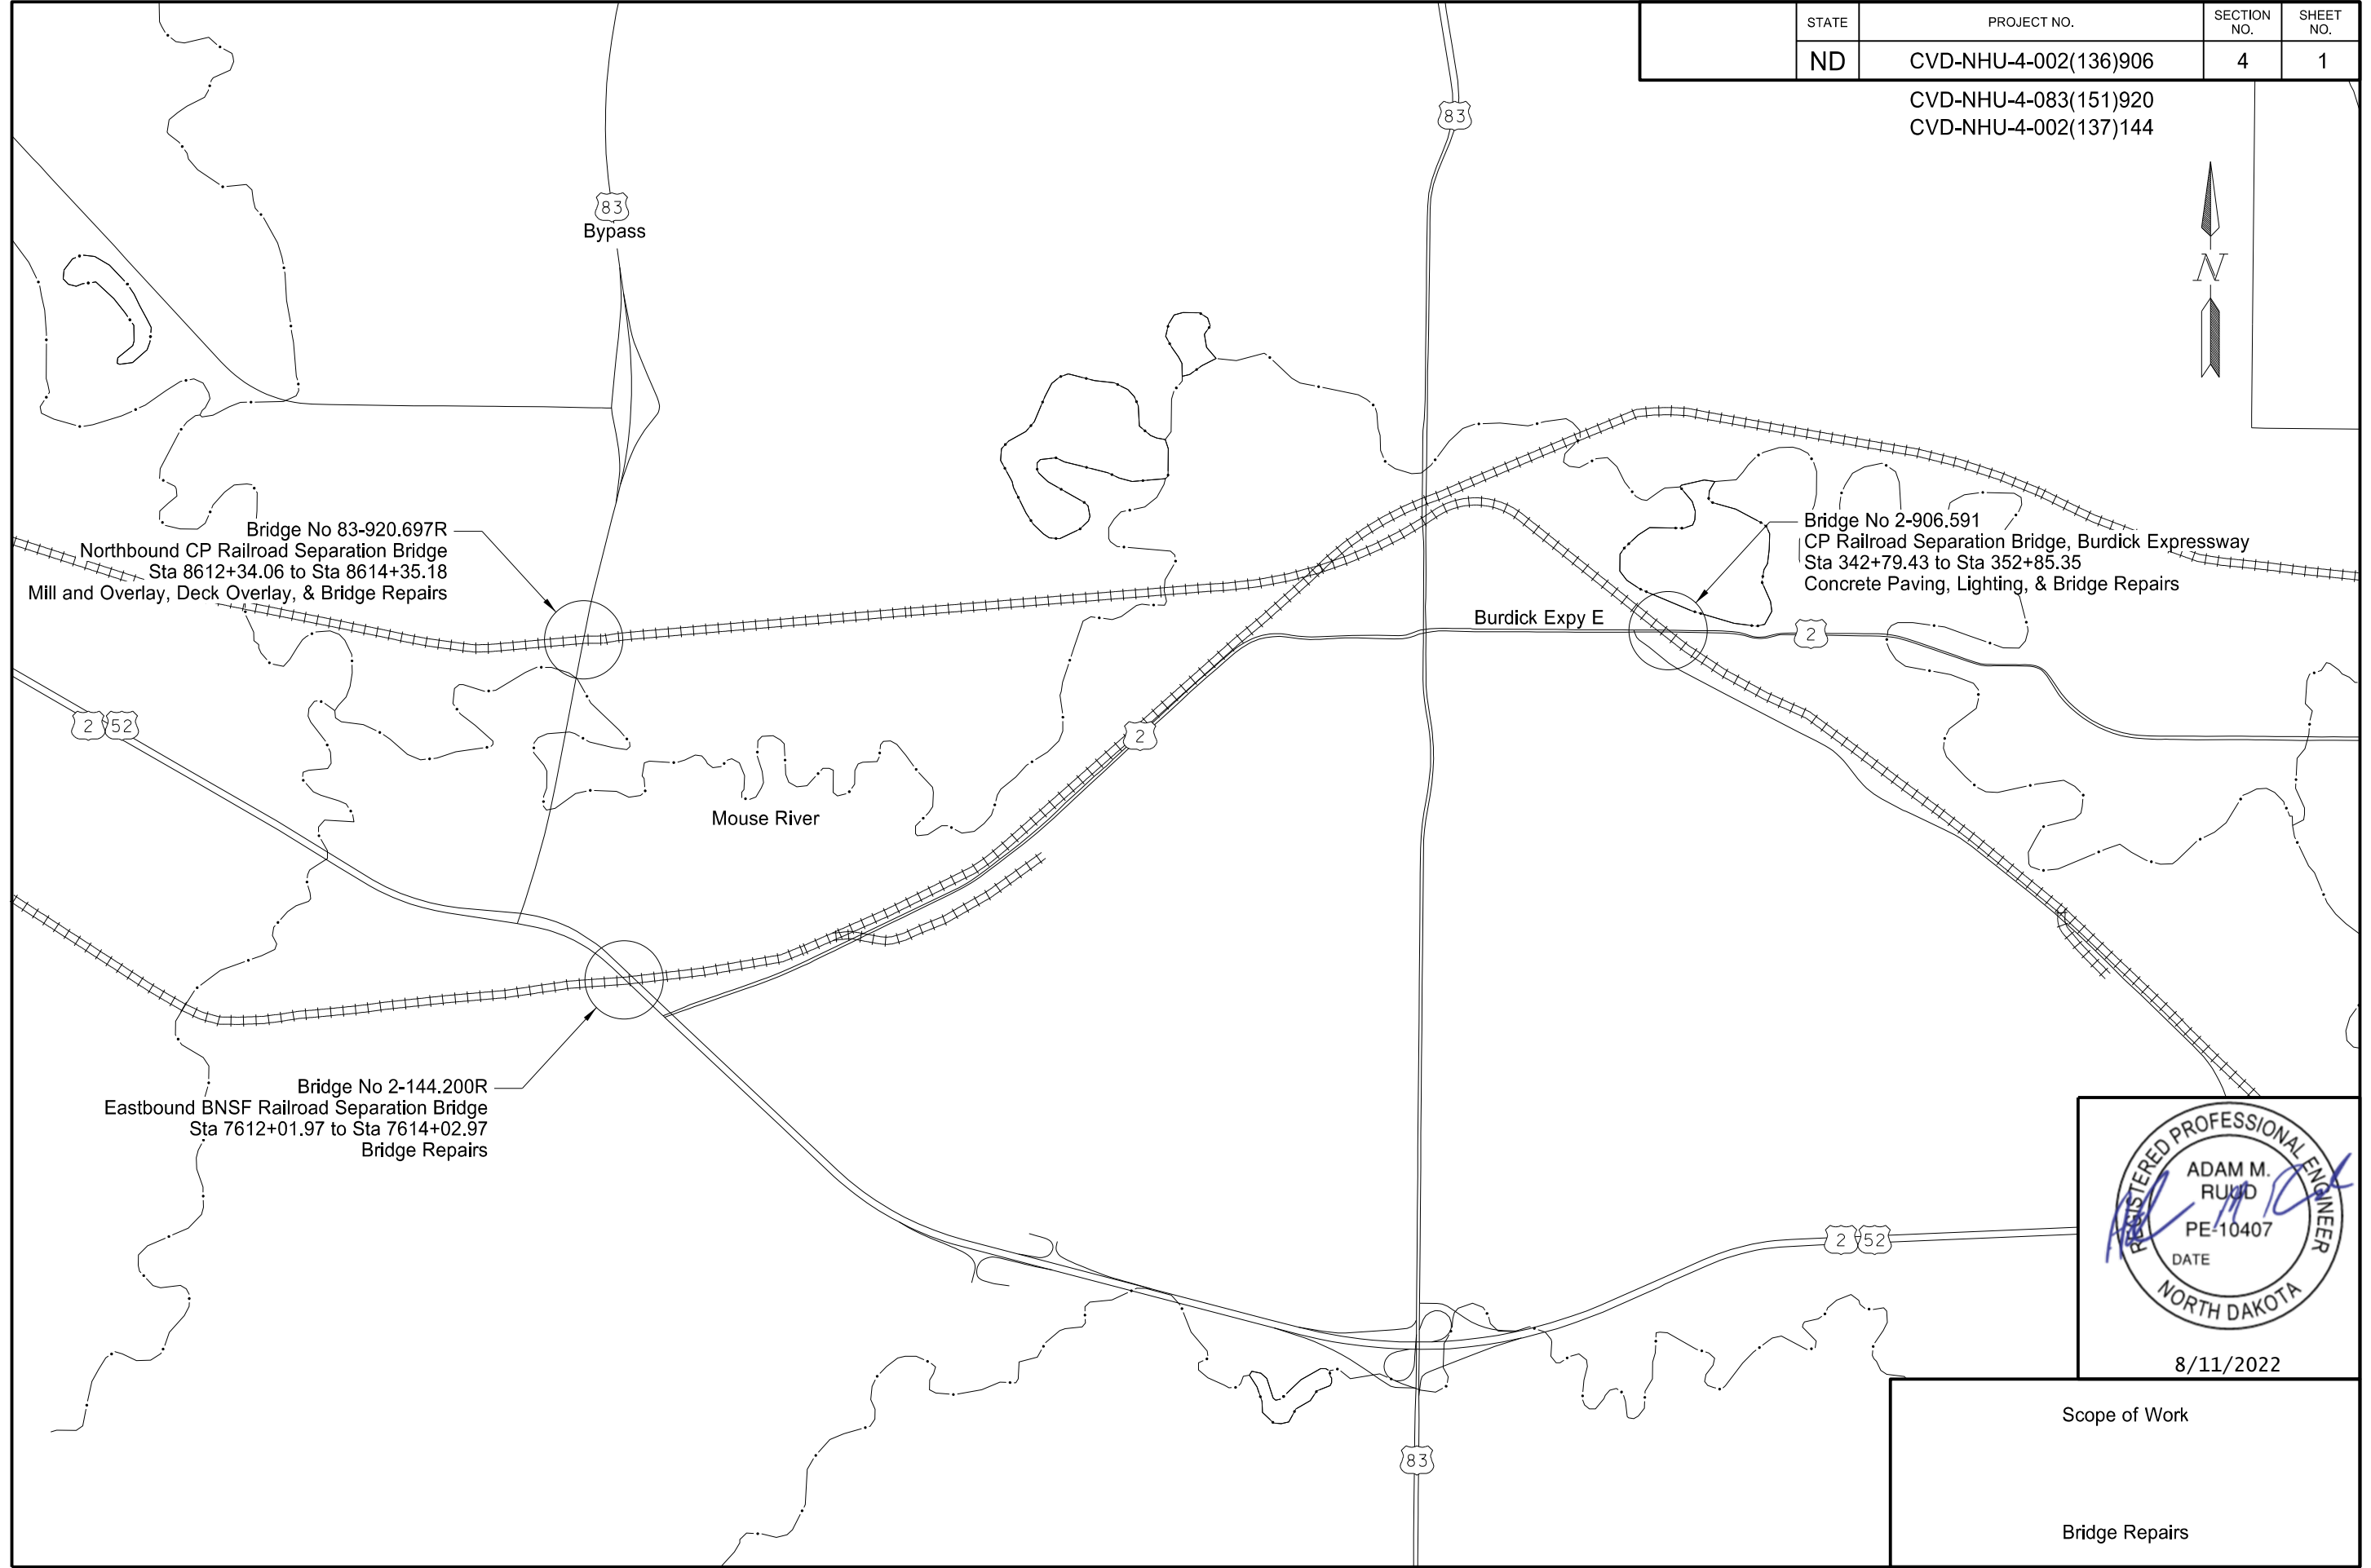 STATE
PROJECT NO.
SECTION NO.
SHEET NO.
ND
CVD-NHU-4-002(136)906
4
1
CVD-NHU-4-083(151)920
CVD-NHU-4-002(137)144
83
83
Bypass
N
Bridge No 83-920.697R
Northbound CP Railroad Separation Bridge
Sta 8612+34.06 to Sta 8614+35.18
Mill and Overlay, Deck Overlay, & Bridge Repairs
Bridge No 2-906.591
CP Railroad Separation Bridge, Burdick Expressway
Sta 342+79.43 to Sta 352+85.35
Concrete Paving, Lighting, & Bridge Repairs
Burdick Expy E
2
2 52
2
Mouse River
Bridge No 2-144.200R
Eastbound BNSF Railroad Separation Bridge
Sta 7612+01.97 to Sta 7614+02.97
Bridge Repairs
2 52
83
REGISTERED PROFESSIONAL ENGINEER
ADAM M.
RUUD
PE-10407
DATE
NORTH DAKOTA
8/11/2022
Scope of Work
Bridge Repairs